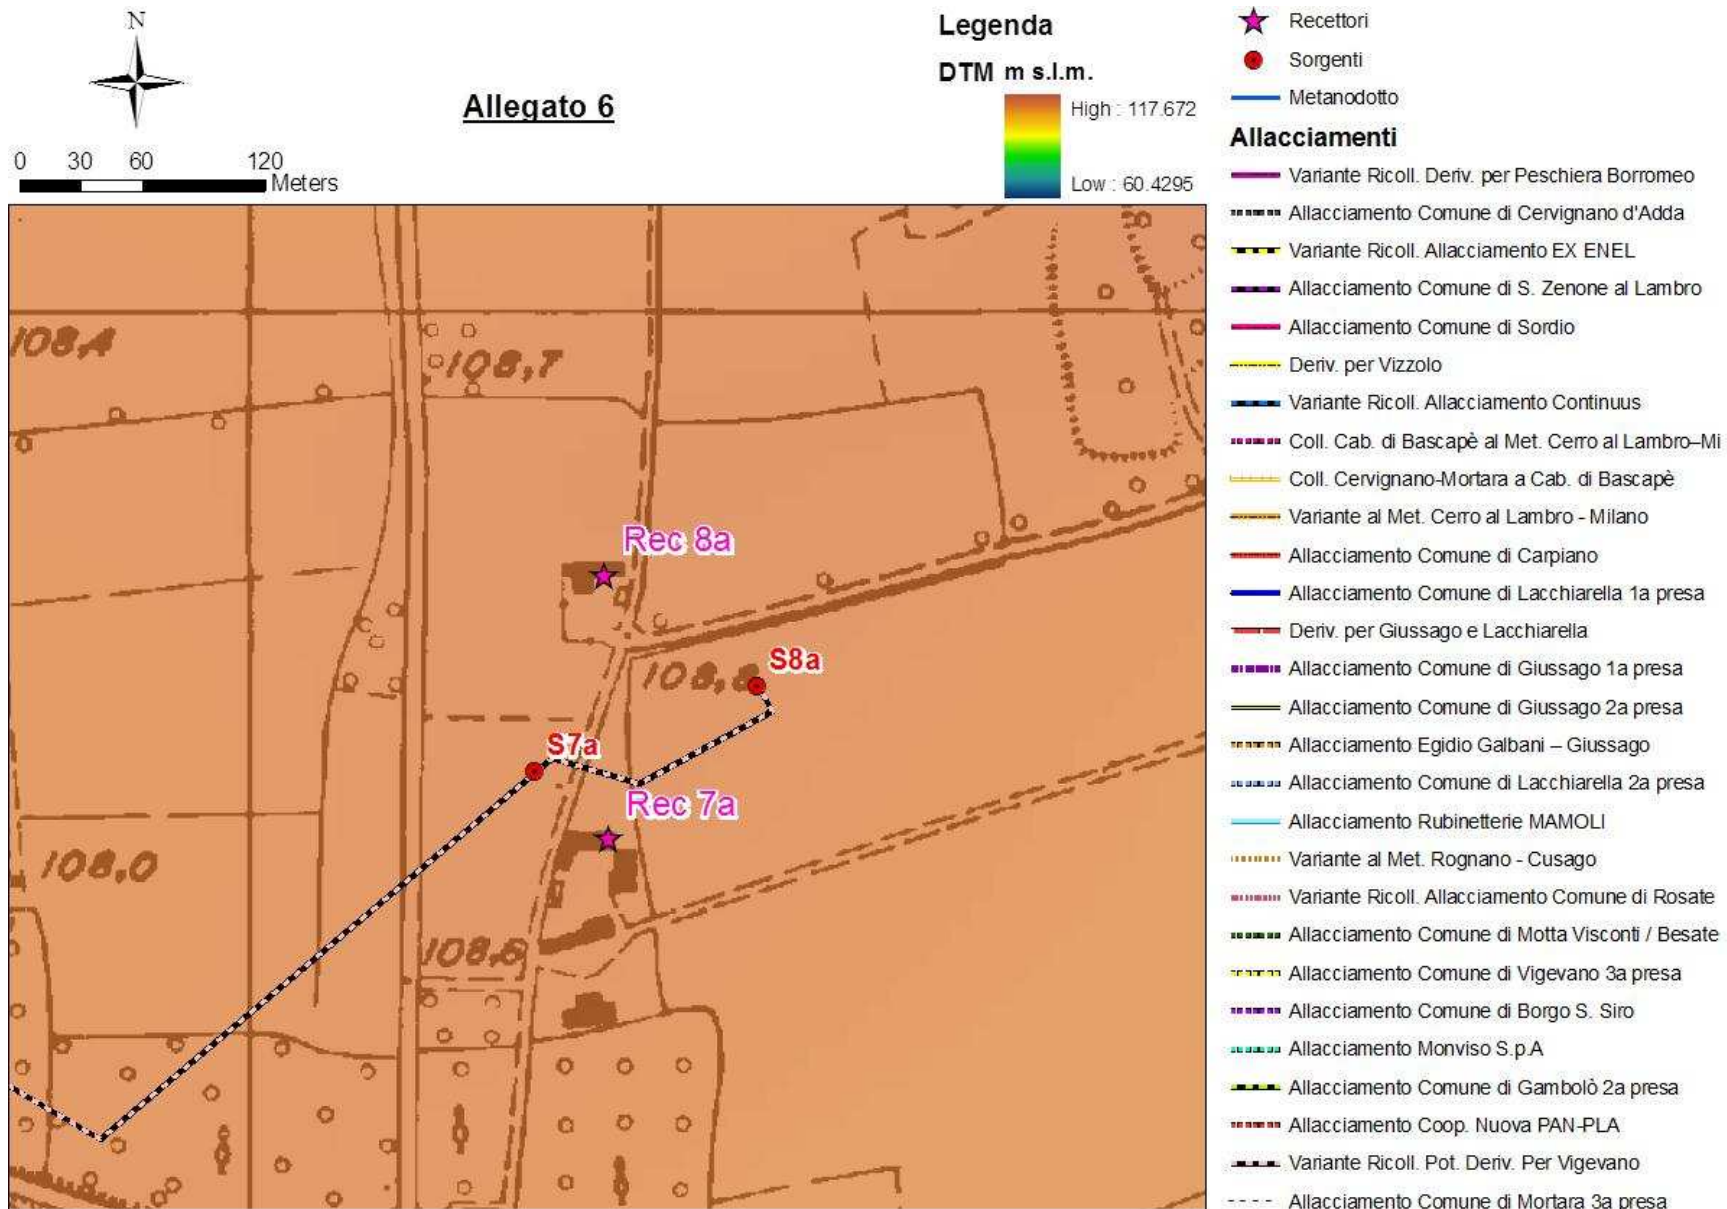 N
Allegato 6
0 30 60 120
Meters
Legenda
DTM m s.l.m.
High : 117.672
Low : 60.4295
Recettori
Sorgenti
Metanodotto
Allacciamenti
Variante Ricoll. Deriv. per Peschiera Borromeo
Allacciamento Comune di Cervignano d'Adda
Variante Ricoll. Allacciamento EX ENEL
Allacciamento Comune di S. Zenone al Lambro
Allacciamento Comune di Sordio
Deriv. per Vizzolo
Variante Ricoll. Allacciamento Continuus
Coll. Cab. di Bascapè al Met. Cerro al Lambro–Mi
Coll. Cervignano-Mortara a Cab. di Bascapè
Variante al Met. Cerro al Lambro - Milano
Allacciamento Comune di Carpiano
Allacciamento Comune di Lacchiarella 1a presa
Deriv. per Giussago e Lacchiarella
Allacciamento Comune di Giussago 1a presa
Allacciamento Comune di Giussago 2a presa
Allacciamento Egidio Galbani – Giussago
Allacciamento Comune di Lacchiarella 2a presa
Allacciamento Rubinetterie MAMOLI
Variante al Met. Rognano - Cusago
Variante Ricoll. Allacciamento Comune di Rosate
Allacciamento Comune di Motta Visconti / Besate
Allacciamento Comune di Vigevano 3a presa
Allacciamento Comune di Borgo S. Siro
Allacciamento Monviso S.p.A
Allacciamento Comune di Gambolò 2a presa
Allacciamento Coop. Nuova PAN-PLA
Variante Ricoll. Pot. Deriv. Per Vigevano
Allacciamento Comune di Mortara 3a presa
108,4
108,7
Rec 8a
108,8
S8a
S7a
Rec 7a
108,0
108,6